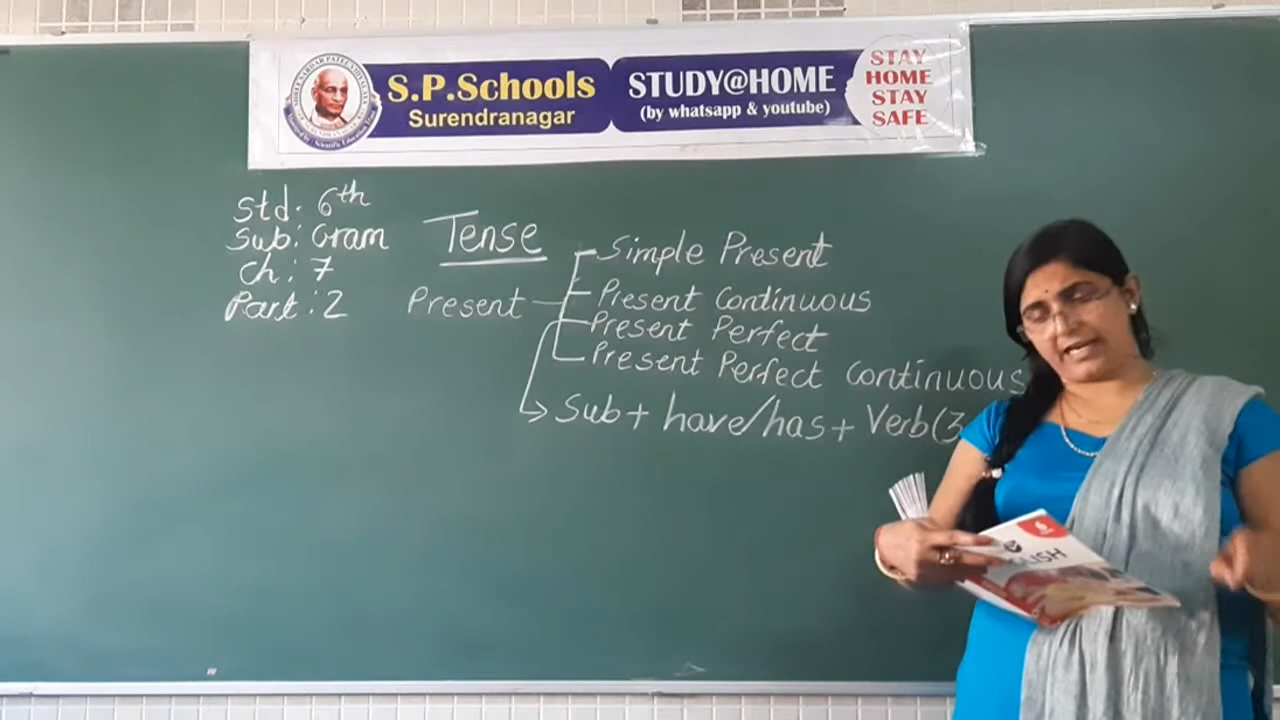 S.P.Schools
Surendranagar
STUDY@HOME
(by whatsapp & youtube)
STAY
HOME
STAY
SAFE
Std: 6th
Sub: Gram
Ch: 7
Part: 2
Tense
Present
Simple Present
Present Continuous
Present Perfect
Present Perfect Continuous
Sub + have/has + Verb(3
6